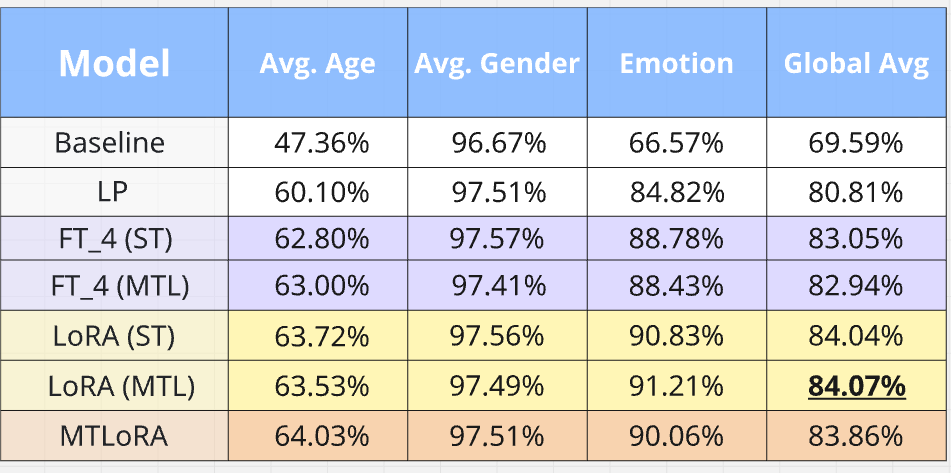 Model Avg. Age Avg. Gender Emotion Global Avg
Baseline 47.36% 96.67% 66.57% 69.59%
LP 60.10% 97.51% 84.82% 80.81%
FT_4 (ST) 62.80% 97.57% 88.78% 83.05%
FT_4 (MTL) 63.00% 97.41% 88.43% 82.94%
LoRA (ST) 63.72% 97.56% 90.83% 84.04%
LoRA (MTL) 63.53% 97.49% 91.21% 84.07%
MTLoRA 64.03% 97.51% 90.06% 83.86%